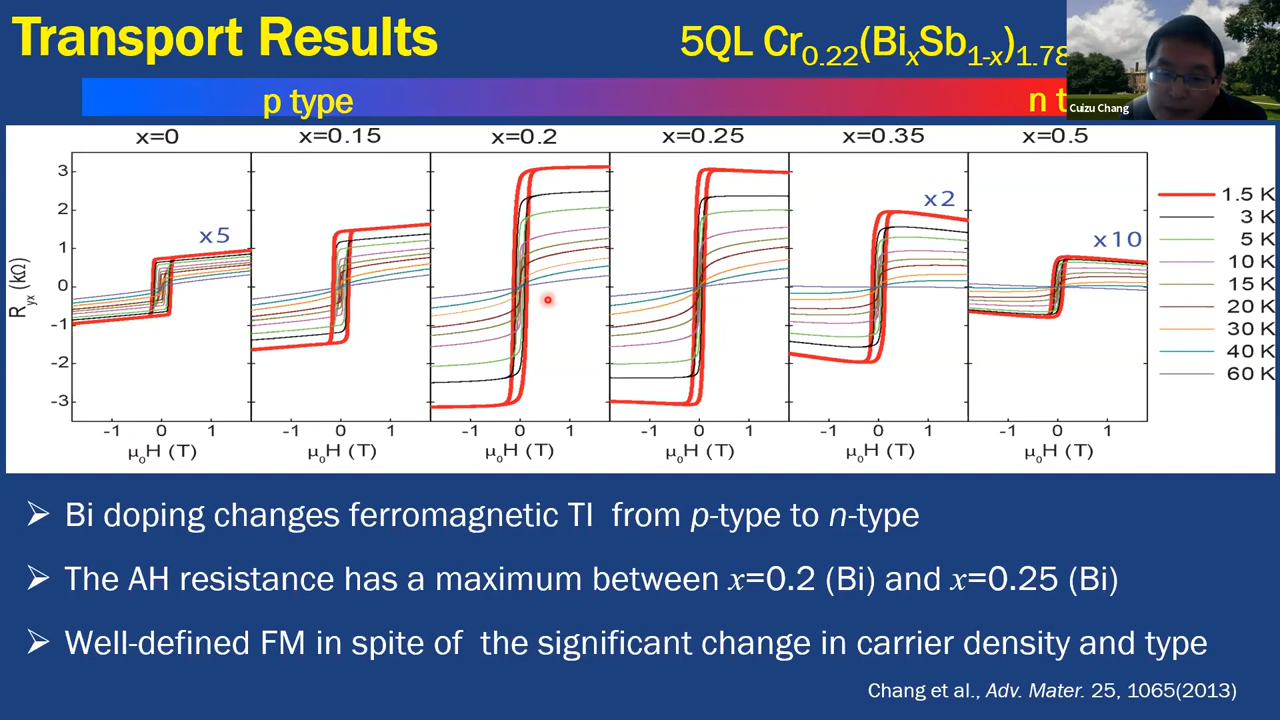 Transport Results
5QL Cr0.22(BixSb1-x)1.78
Cuizu Chang
p type
n t
x=0
x=0.15
x=0.2
x=0.25
x=0.35
x=0.5
x5
x2
x10
Ryx (kΩ)
3
2
1
0
-1
-2
-3
-1 0 1
-1 0 1
-1 0 1
-1 0 1
-1 0 1
-1 0 1
μ0H (T)
μ0H (T)
μ0H (T)
μ0H (T)
μ0H (T)
μ0H (T)
1.5 K
3 K
5 K
10 K
15 K
20 K
30 K
40 K
60 K
➢ Bi doping changes ferromagnetic TI from p-type to n-type
➢ The AH resistance has a maximum between x=0.2 (Bi) and x=0.25 (Bi)
➢ Well-defined FM in spite of the significant change in carrier density and type
Chang et al., Adv. Mater. 25, 1065(2013)